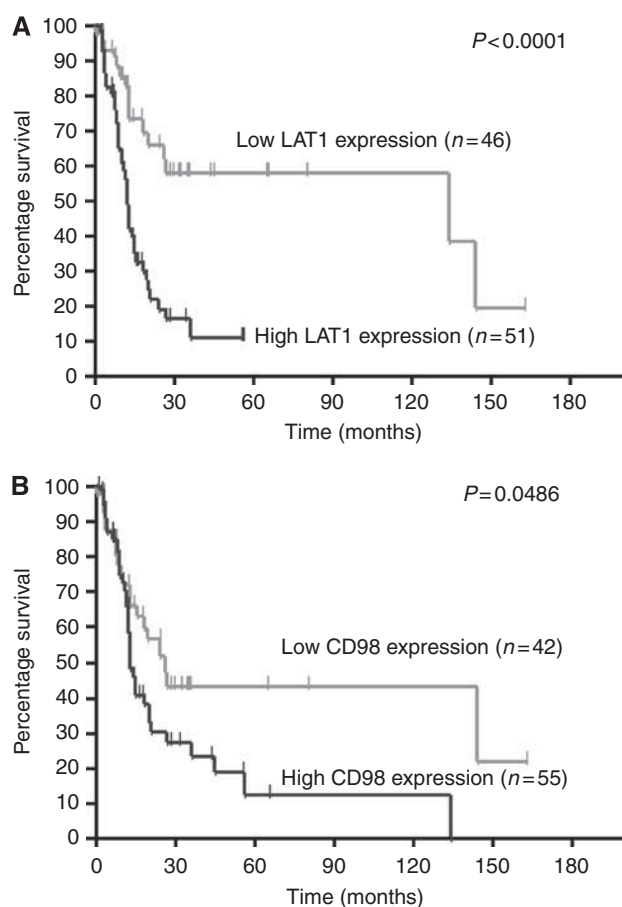 A
P<0.0001
Percentage survival
100
90
80
70
60
50
40
30
20
10
0
Low LAT1 expression (n=46)
High LAT1 expression (n=51)
0 30 60 90 120 150 180
Time (months)
B
P=0.0486
Percentage survival
100
90
80
70
60
50
40
30
20
10
0
Low CD98 expression (n=42)
High CD98 expression (n=55)
0 30 60 90 120 150 180
Time (months)